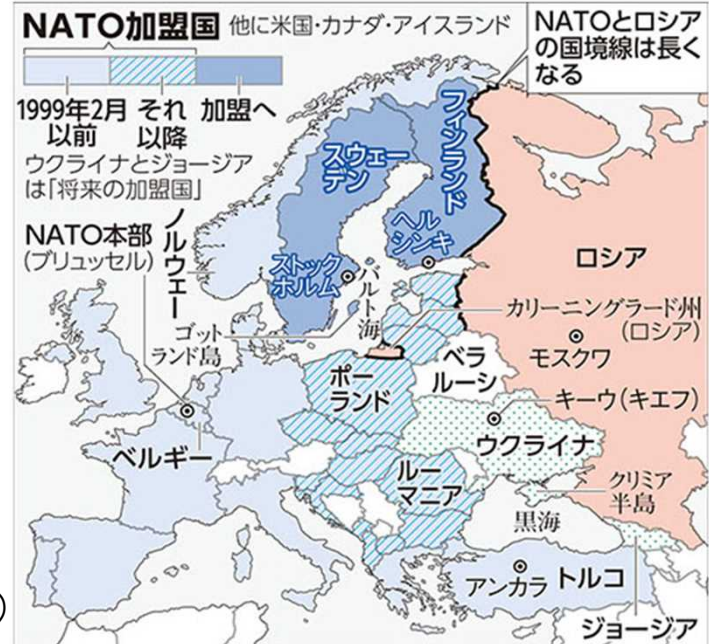 NATO加盟国 他に米国・カナダ・アイスランド
1999年2月以前
それ以降
加盟へ
ウクライナとジョージア
は「将来の加盟国」
NATOとロシア
の国境線は長く
なる
フィンランド
スウェー
デン
ノルウェー
NATO本部
(ブリュッセル)
ヘル
シンキ
ストック
ホルム
バルト海
ゴット
ランド島
ロシア
カリーニングラード州
(ロシア)
モスクワ
ベラ
ルーシ
ポー
ランド
キーウ(キエフ)
ベルギー
ウクライナ
ルー
マニア
クリミア
半島
黒海
アンカラ
トルコ
ジョージア